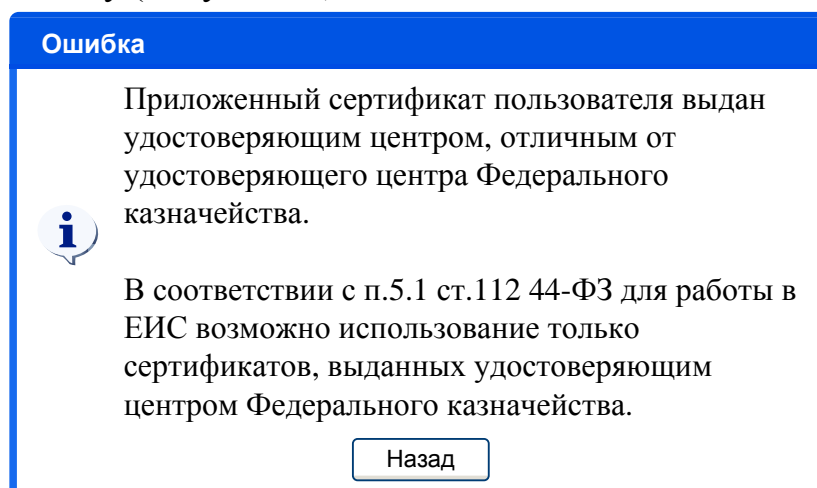 Ошибка
Приложенный сертификат пользователя выдан
удостоверяющим центром, отличным от
удостоверяющего центра Федерального
казначейства.
В соответствии с п.5.1 ст.112 44-ФЗ для работы в
ЕИС возможно использование только
сертификатов, выданных удостоверяющим
центром Федерального казначейства.
Назад